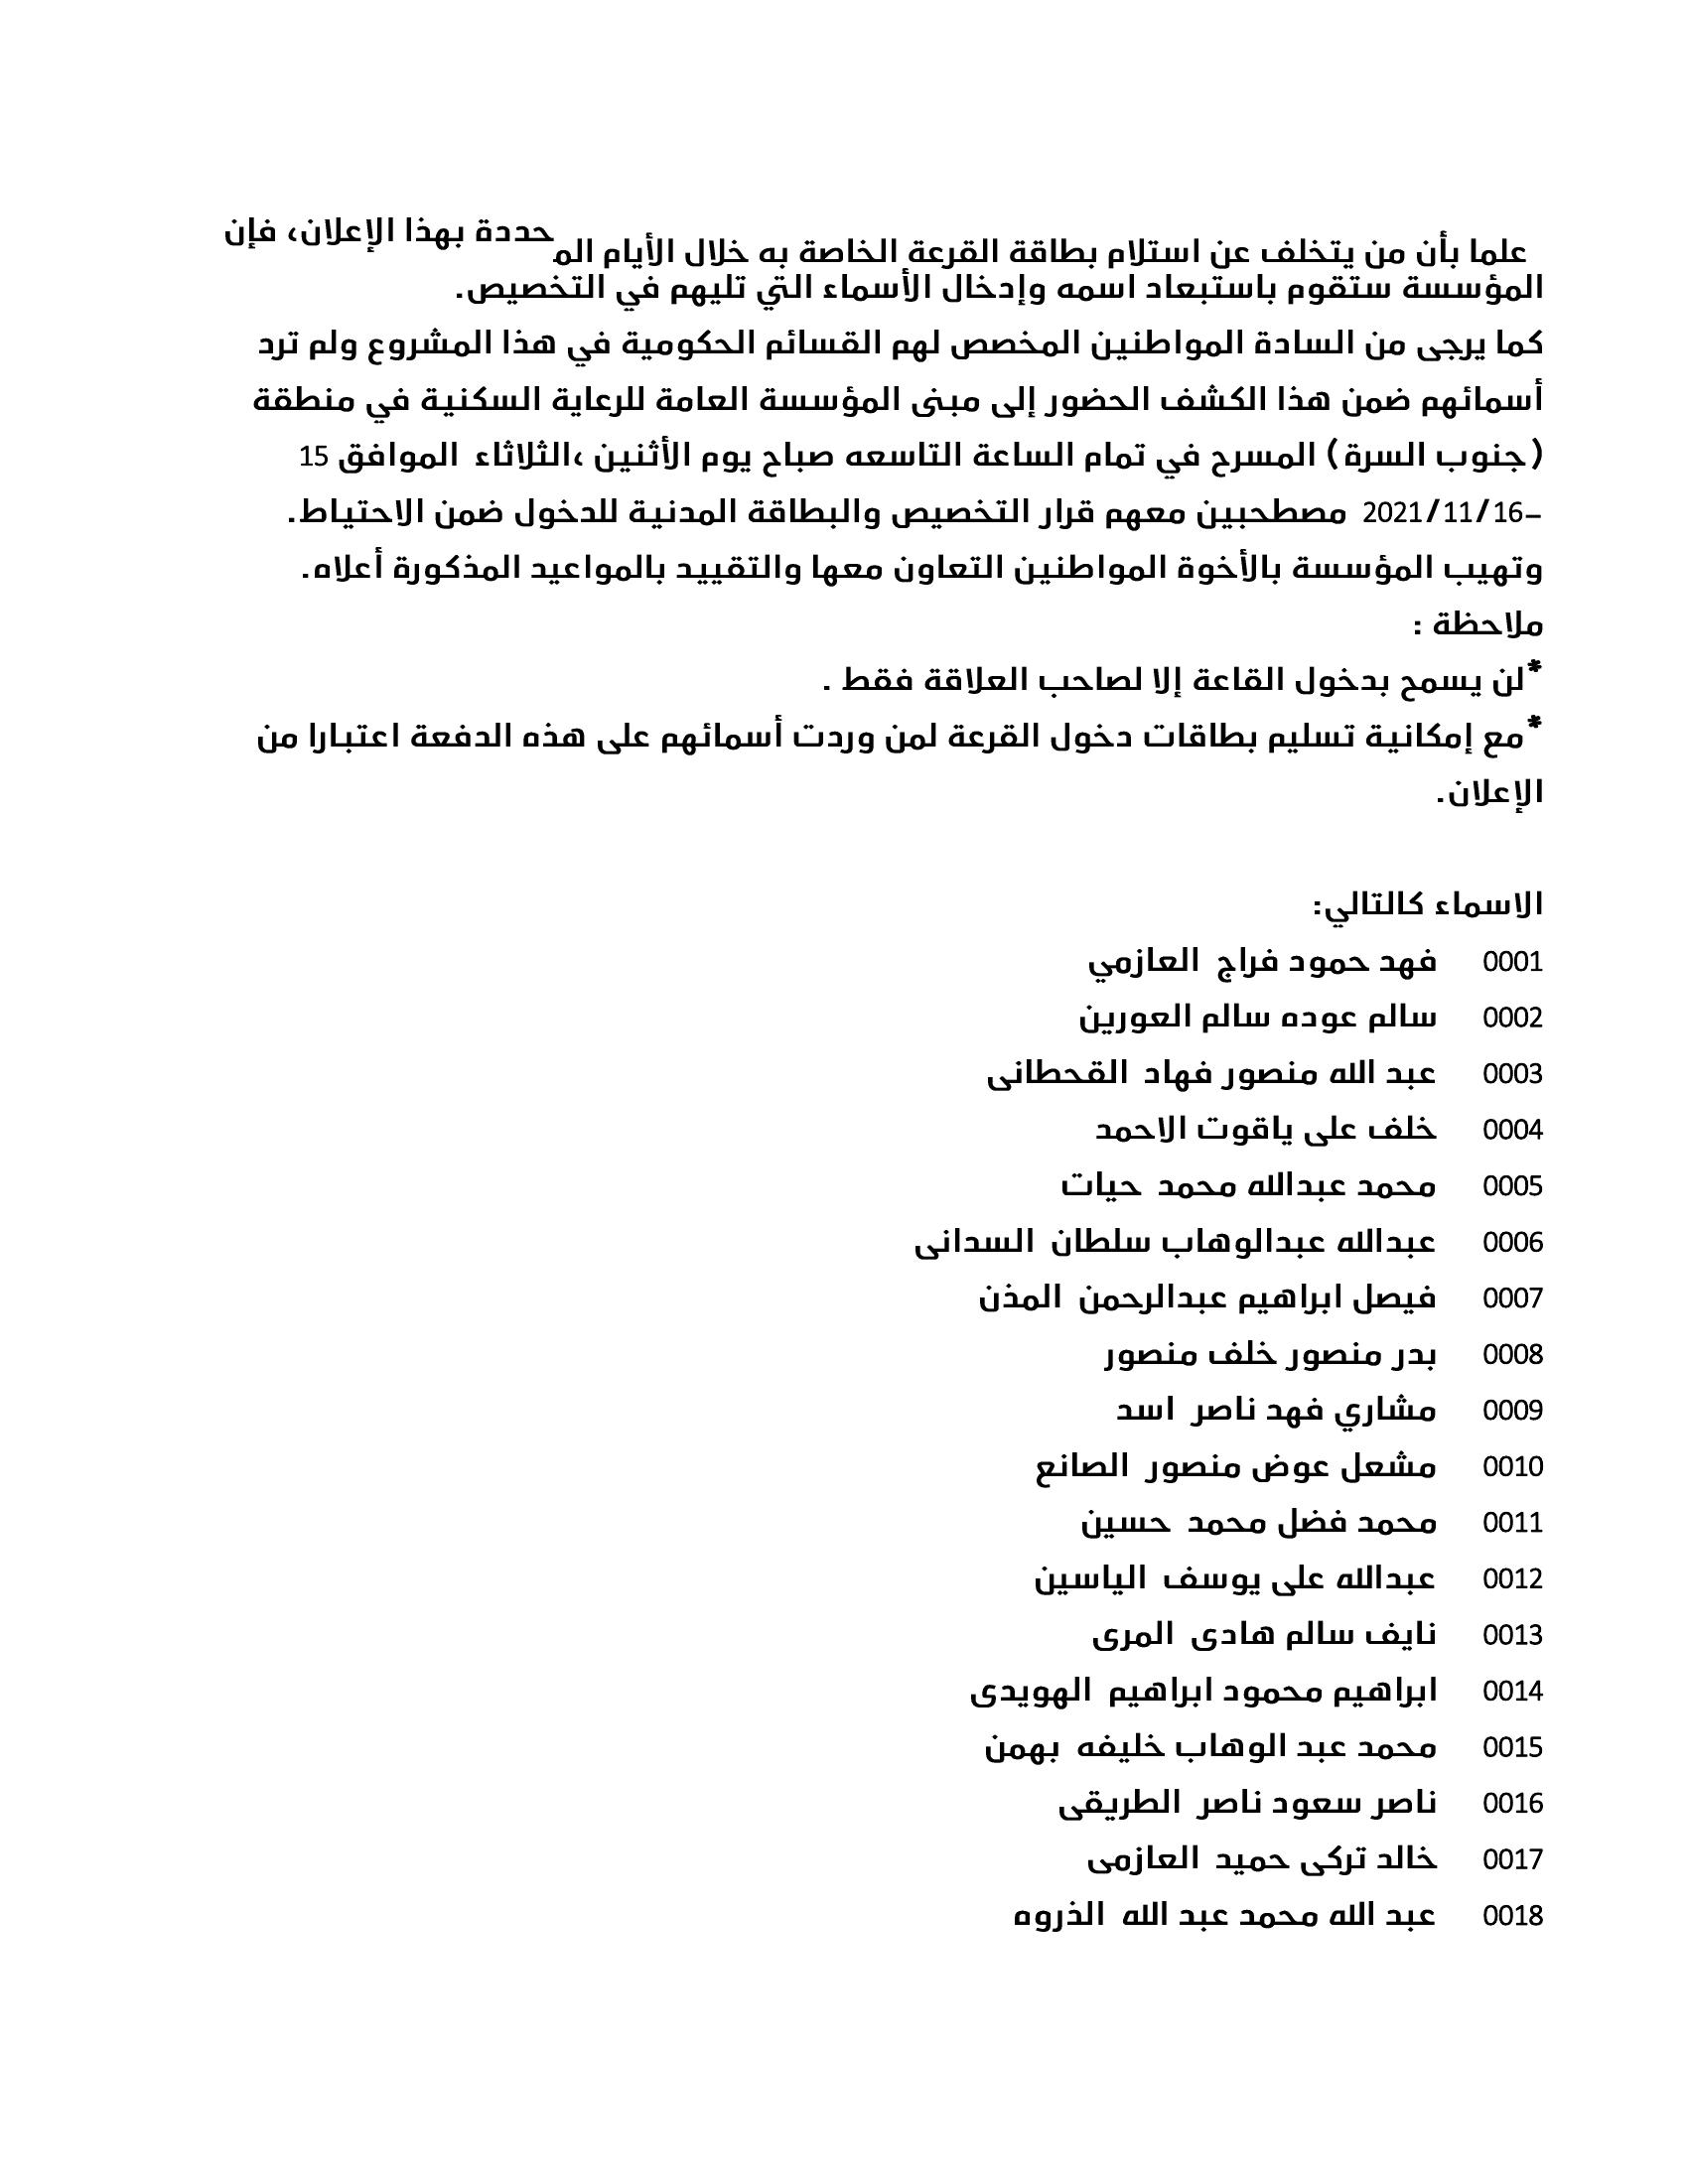 علما بأن من يتخلف عن استلام بطاقة القرعة الخاصة به خلال الأيام المحددة بهذا الإعلان، فإن
المؤسسة ستقوم باستبعاد اسمه وإدخال الأسماء التي تليهم في التخصيص.
كما يرجى من السادة المواطنين المخصص لهم القسائم الحكومية في هذا المشروع ولم ترد
أسمائهم ضمن هذا الكشف الحضور إلى مبنى المؤسسة العامة للرعاية السكنية في منطقة
(جنوب السرة) المسرح في تمام الساعة التاسعه صباح يوم الأثنين ،الثلاثاء الموافق 15
-2021/11/16 مصطحبين معهم قرار التخصيص والبطاقة المدنية للدخول ضمن الاحتياط.
وتهيب المؤسسة بالأخوة المواطنين التعاون معها والتقييد بالمواعيد المذكورة أعلاه.
ملاحظة :
*لن يسمح بدخول القاعة إلا لصاحب العلاقة فقط .
*مع إمكانية تسليم بطاقات دخول القرعة لمن وردت أسمائهم على هذه الدفعة اعتبارا من
الإعلان.
الاسماء كالتالي:
0001 فهد حمود فراج العازمي
0002 سالم عوده سالم العورين
0003 عبد الله منصور فهاد القحطانى
0004 خلف على ياقوت الاحمد
0005 محمد عبدالله محمد حيات
0006 عبدالله عبدالوهاب سلطان السدانى
0007 فيصل ابراهيم عبدالرحمن المذن
0008 بدر منصور خلف منصور
0009 مشاري فهد ناصر اسد
0010 مشعل عوض منصور الصانع
0011 محمد فضل محمد حسين
0012 عبدالله على يوسف الياسين
0013 نايف سالم هادى المرى
0014 ابراهيم محمود ابراهيم الهويدى
0015 محمد عبد الوهاب خليفه بهمن
0016 ناصر سعود ناصر الطريقى
0017 خالد تركى حميد العازمى
0018 عبد الله محمد عبد الله الذروه